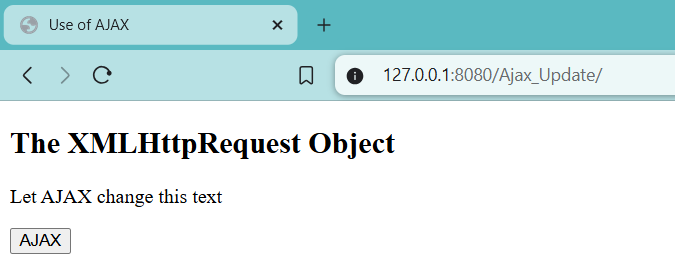 Use of AJAX
127.0.0.1:8080/Ajax_Update/
The XMLHttpRequest Object
Let AJAX change this text
AJAX